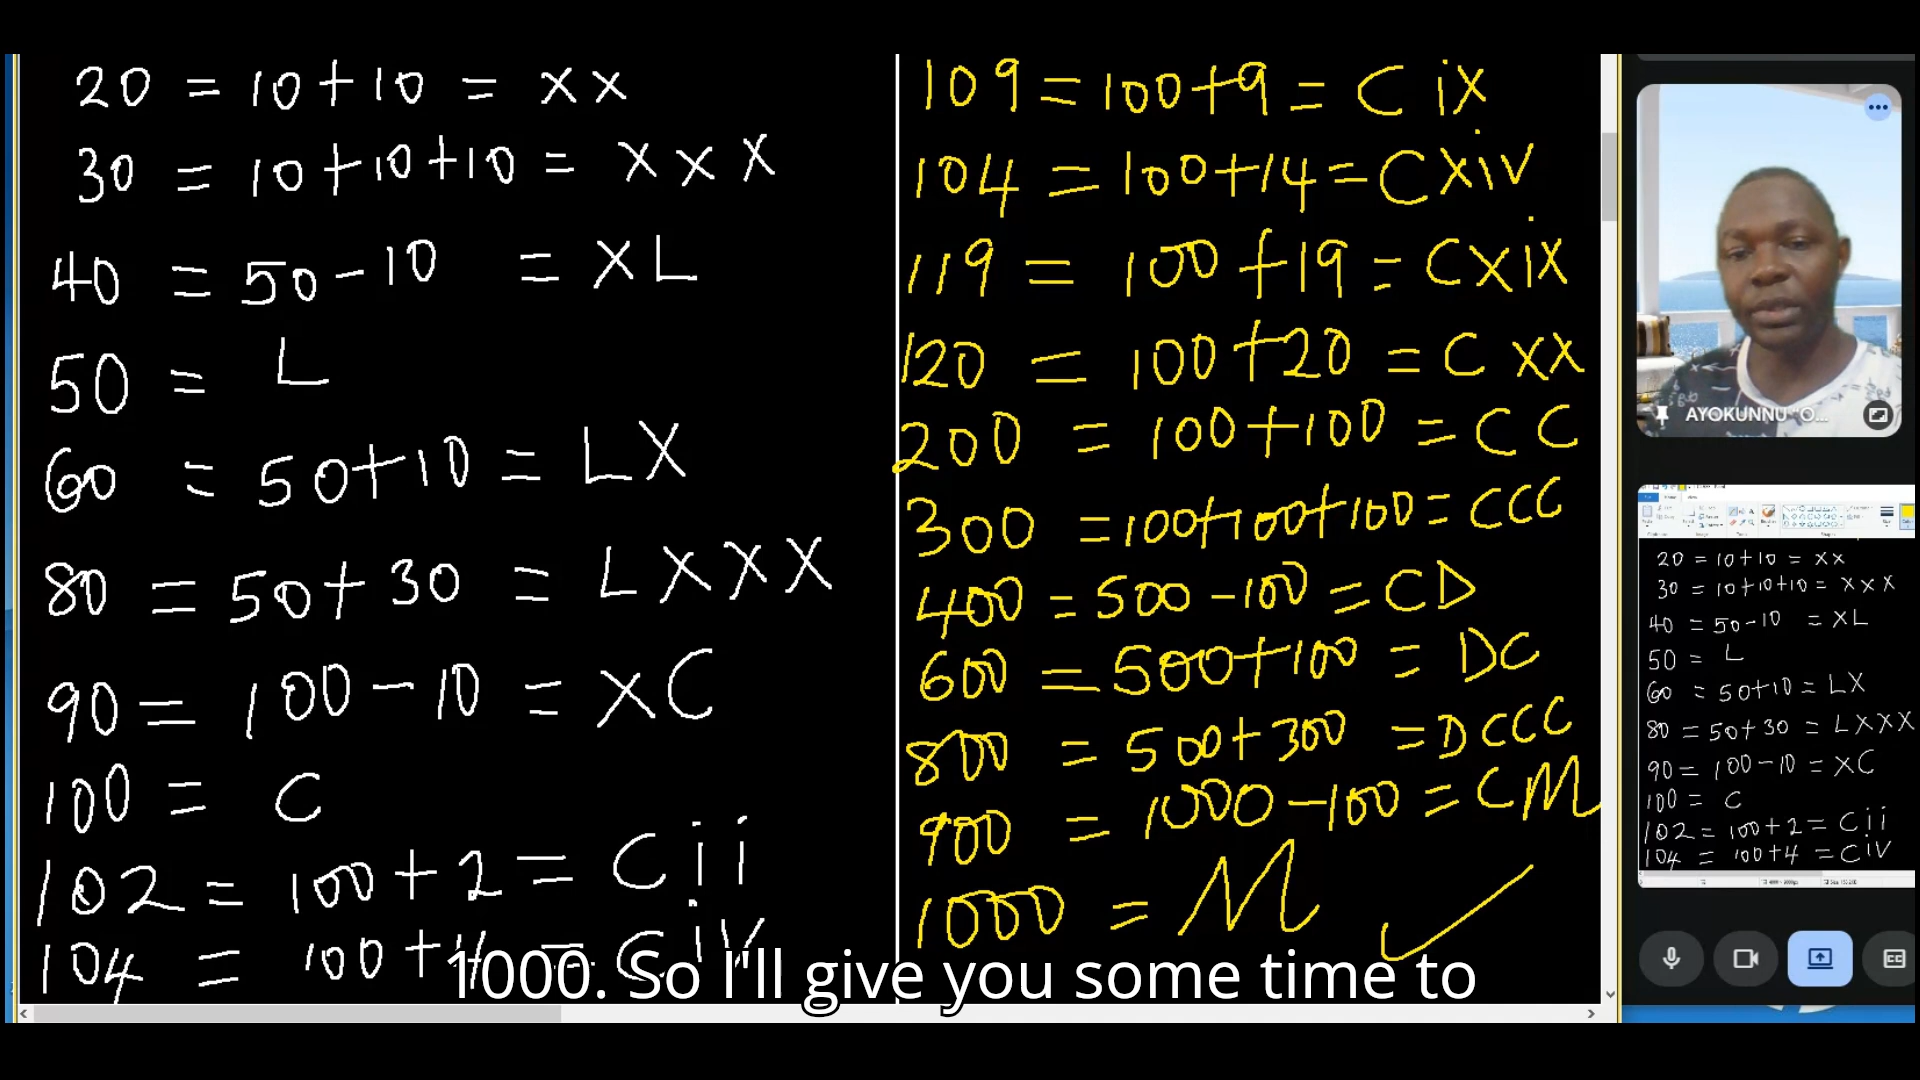 20 = 10+10 = XX
30 = 10+10+10 = XXX
40 = 50-10 = XL
50 = L
60 = 50+10 = LX
80 = 50+30 = LXXX
90 = 100-10 = XC
100 = C
102 = 100+2 = Cii
104 = 100+4 = Civ
109 = 100+9 = Cix
104 = 100+14 = Cxiv
119 = 100+19 = Cxix
120 = 100+20 = CXX
200 = 100+100 = CC
300 = 100+100+100 = CCC
400 = 500-100 = CD
600 = 500+100 = DC
800 = 500+300 = DCCC
900 = 1000-100 = CM
1000 = M
1000. So I'll give you some time to
AYOKUNNU "O...
20 = 10+10 = XX
30 = 10+10+10 = XXX
40 = 50-10 = XL
50 = L
60 = 50+10 = LX
80 = 50+30 = LXXX
90 = 100-10 = XC
100 = C
102 = 100+2 = Cii
104 = 100+4 = Civ
CC